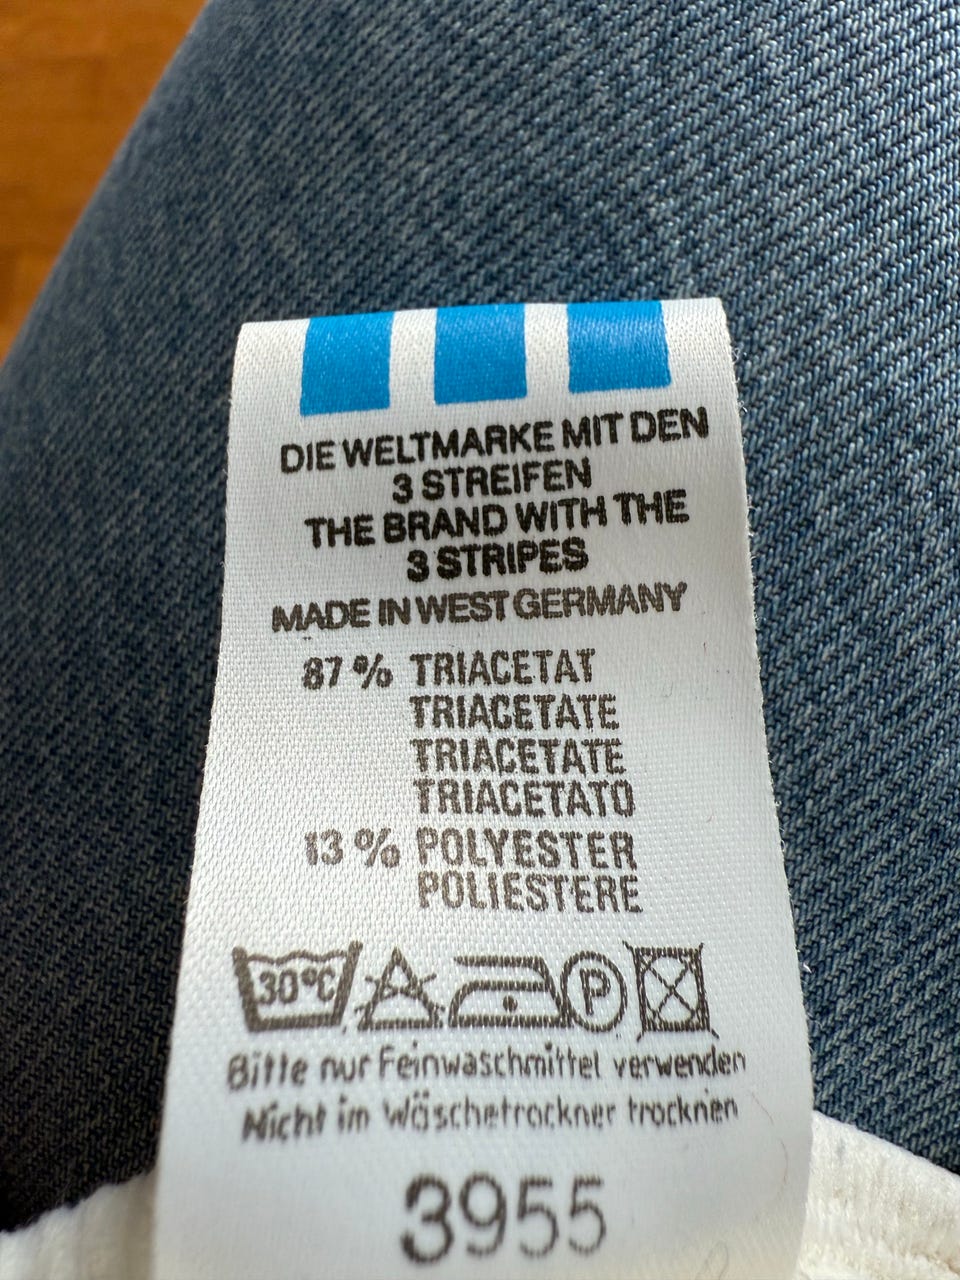 DIE WELTMARKE MIT DEN
3 STREIFEN
THE BRAND WITH THE
3 STRIPES
MADE IN WEST GERMANY
87 % TRIACETAT
TRIACETATE
TRIACETATE
TRIACETATO
13 % POLYESTER
POLIESTERE
30°C P
Bitte nur Feinwaschmittel verwenden
Nicht im Wäschetrockner trocknen
3955